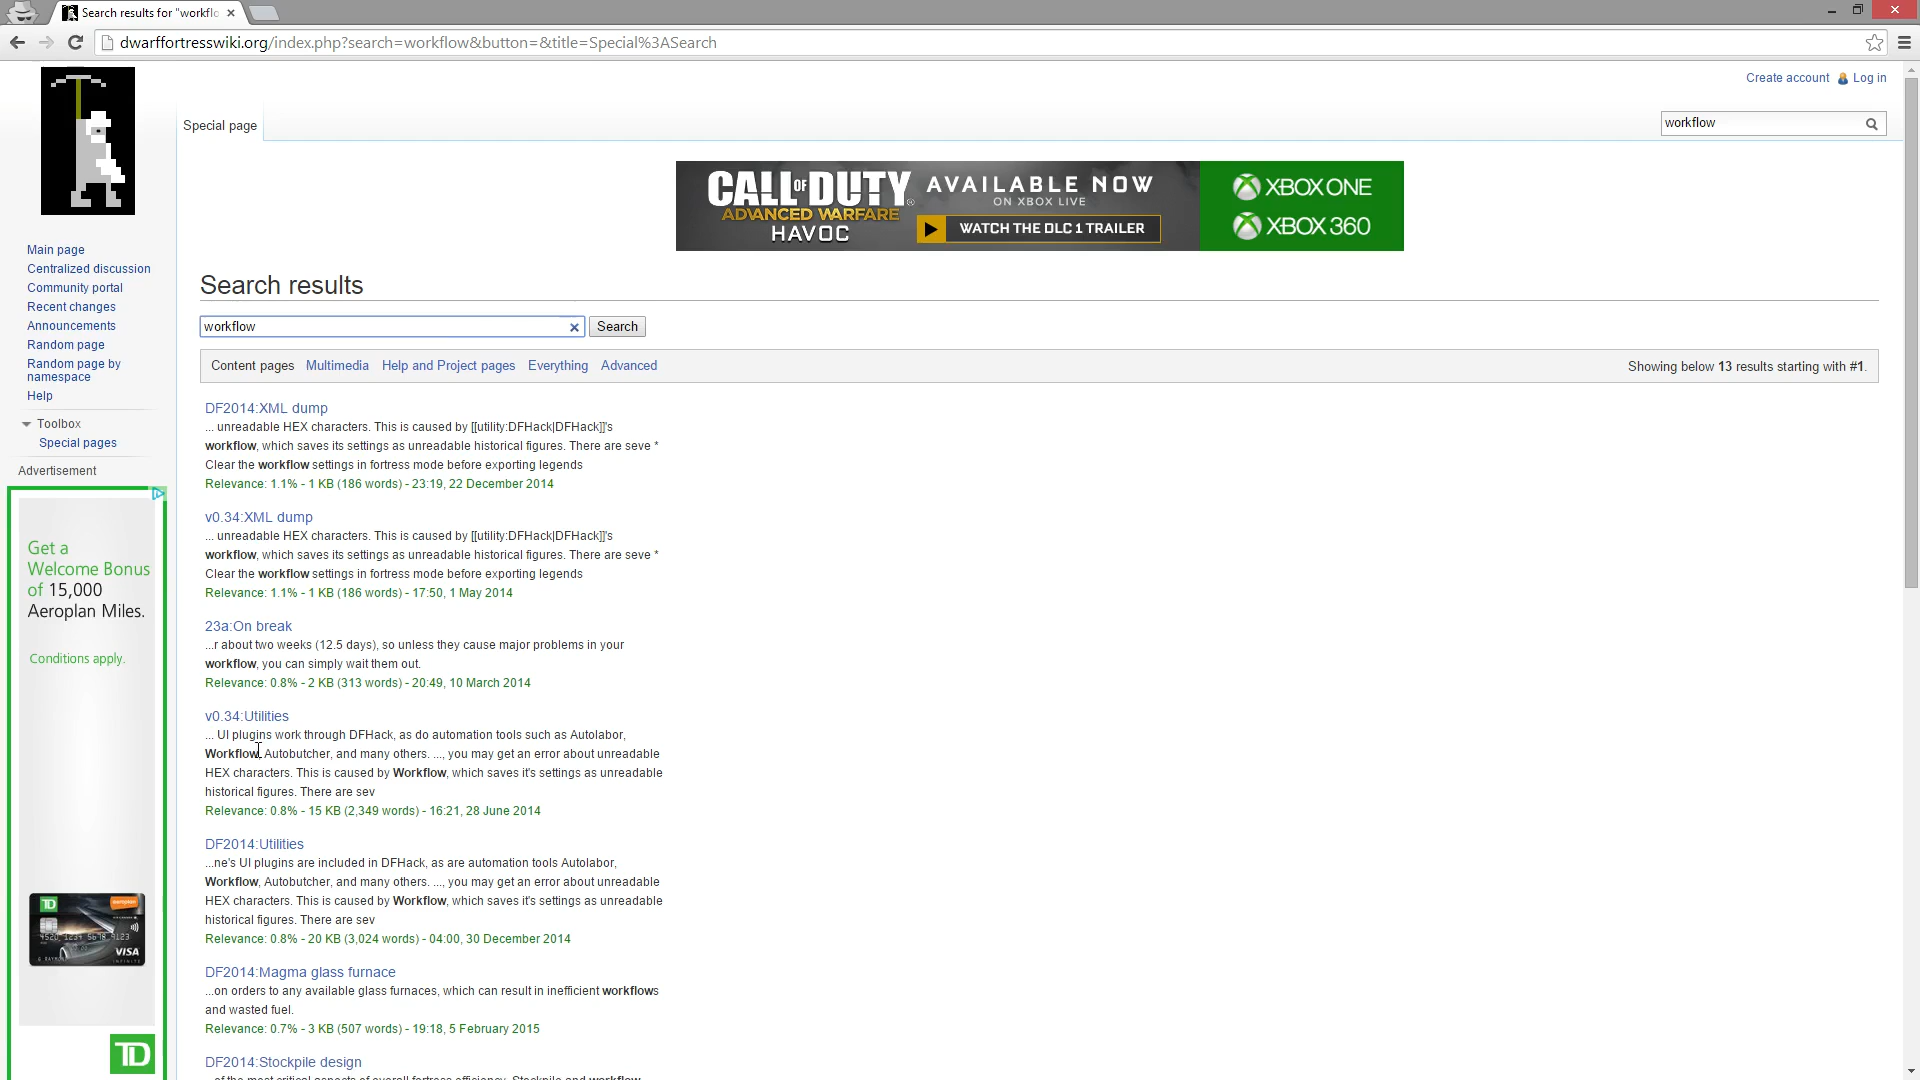 Search results for "workflo
dwarffortresswiki.org/index.php?search=workflow&button=&title=Special%3ASearch
Create account Log in
Special page
workflow
CALL OF DUTY
ADVANCED WARFARE
HAVOC
AVAILABLE NOW
ON XBOX LIVE
WATCH THE DLC 1 TRAILER
XBOX ONE
XBOX 360
Main page
Centralized discussion
Community portal
Recent changes
Announcements
Random page
Random page by
namespace
Help
Toolbox
Special pages
Advertisement
Get a
Welcome Bonus
of 15,000
Aeroplan Miles.
Conditions apply.
TD
VISA
INFINITE
TD
Search results
workflow
Search
Content pages Multimedia Help and Project pages Everything Advanced
Showing below 13 results starting with #1.
DF2014:XML dump
... unreadable HEX characters. This is caused by [[utility:DFHack|DFHack]]'s
workflow, which saves its settings as unreadable historical figures. There are seve *
Clear the workflow settings in fortress mode before exporting legends
Relevance: 1.1% - 1 KB (186 words) - 23:19, 22 December 2014
v0.34:XML dump
... unreadable HEX characters. This is caused by [[utility:DFHack|DFHack]]'s
workflow, which saves its settings as unreadable historical figures. There are seve *
Clear the workflow settings in fortress mode before exporting legends
Relevance: 1.1% - 1 KB (186 words) - 17:50, 1 May 2014
23a:On break
...r about two weeks (12.5 days), so unless they cause major problems in your
workflow, you can simply wait them out.
Relevance: 0.8% - 2 KB (313 words) - 20:49, 10 March 2014
v0.34:Utilities
... UI plugins work through DFHack, as do automation tools such as Autolabor,
Workflow, Autobutcher, and many others. ..., you may get an error about unreadable
HEX characters. This is caused by Workflow, which saves it's settings as unreadable
historical figures. There are sev
Relevance: 0.8% - 15 KB (2,349 words) - 16:21, 28 June 2014
DF2014:Utilities
...ne's UI plugins are included in DFHack, as are automation tools Autolabor,
Workflow, Autobutcher, and many others. ..., you may get an error about unreadable
HEX characters. This is caused by Workflow, which saves it's settings as unreadable
historical figures. There are sev
Relevance: 0.8% - 20 KB (3,024 words) - 04:00, 30 December 2014
DF2014:Magma glass furnace
...on orders to any available glass furnaces, which can result in inefficient workflows
and wasted fuel.
Relevance: 0.7% - 3 KB (507 words) - 19:18, 5 February 2015
DF2014:Stockpile design
...of the most critical aspects of overall fortress efficiency. Stockpile and workflow